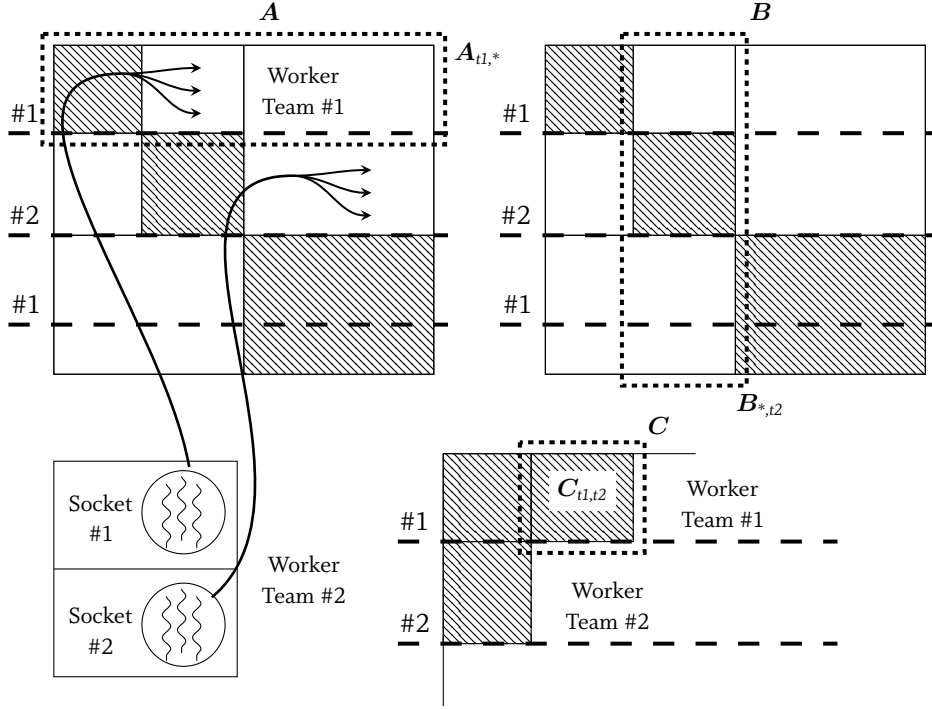 A
B
A_{t1,*}
Worker
Team #1
#1
#1
#2
#2
#1
#1
B_{*,t2}
C
Socket
#1
C_{t1,t2}
Worker
Team #1
#1
Worker
Team #2
Socket
#2
Worker
Team #2
#2